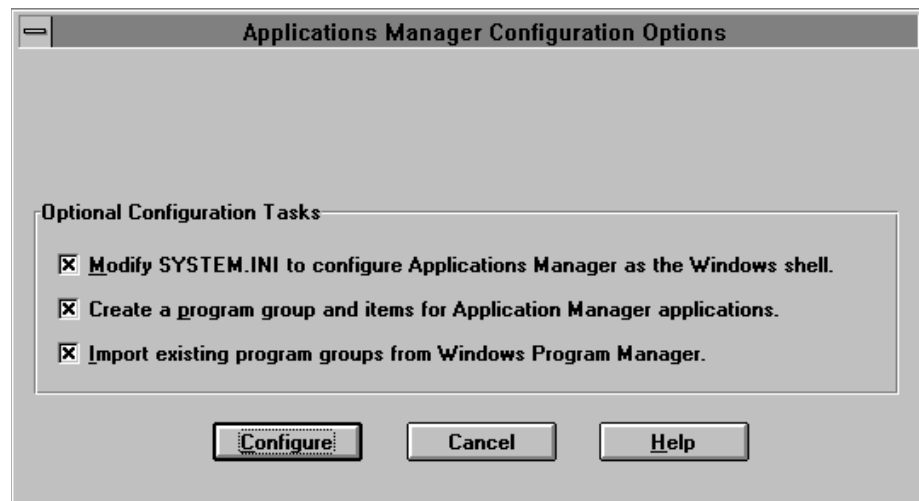 Applications Manager Configuration Options
Optional Configuration Tasks
Modify SYSTEM.INI to configure Applications Manager as the Windows shell.
Create a program group and items for Application Manager applications.
Import existing program groups from Windows Program Manager.
Configure Cancel Help